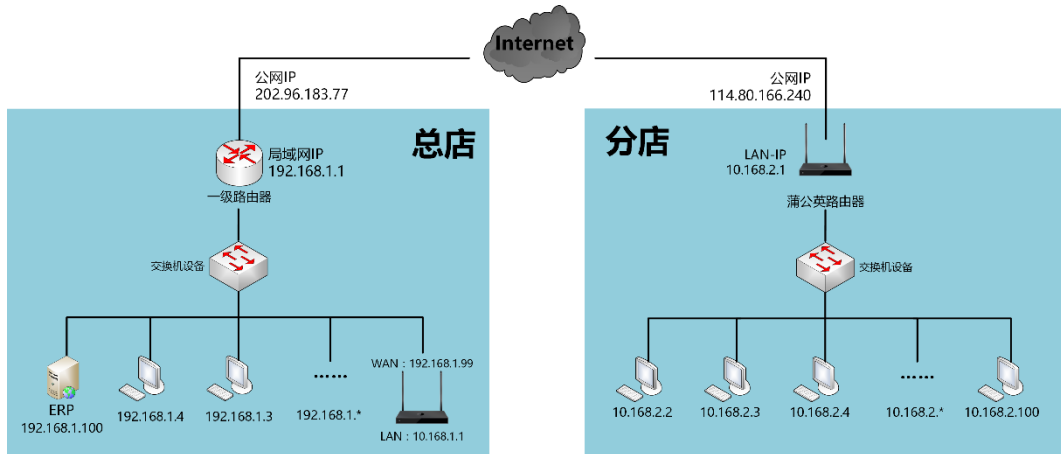 Internet
公网IP
202.96.183.77
公网IP
114.80.166.240
总店
局域网IP
192.168.1.1
一级路由器
交换机设备
ERP
192.168.1.100
192.168.1.4
192.168.1.3
......
192.168.1.*
WAN：192.168.1.99
LAN：10.168.1.1
分店
LAN-IP
10.168.2.1
蒲公英路由器
交换机设备
10.168.2.2
10.168.2.3
10.168.2.4
......
10.168.2.*
10.168.2.100